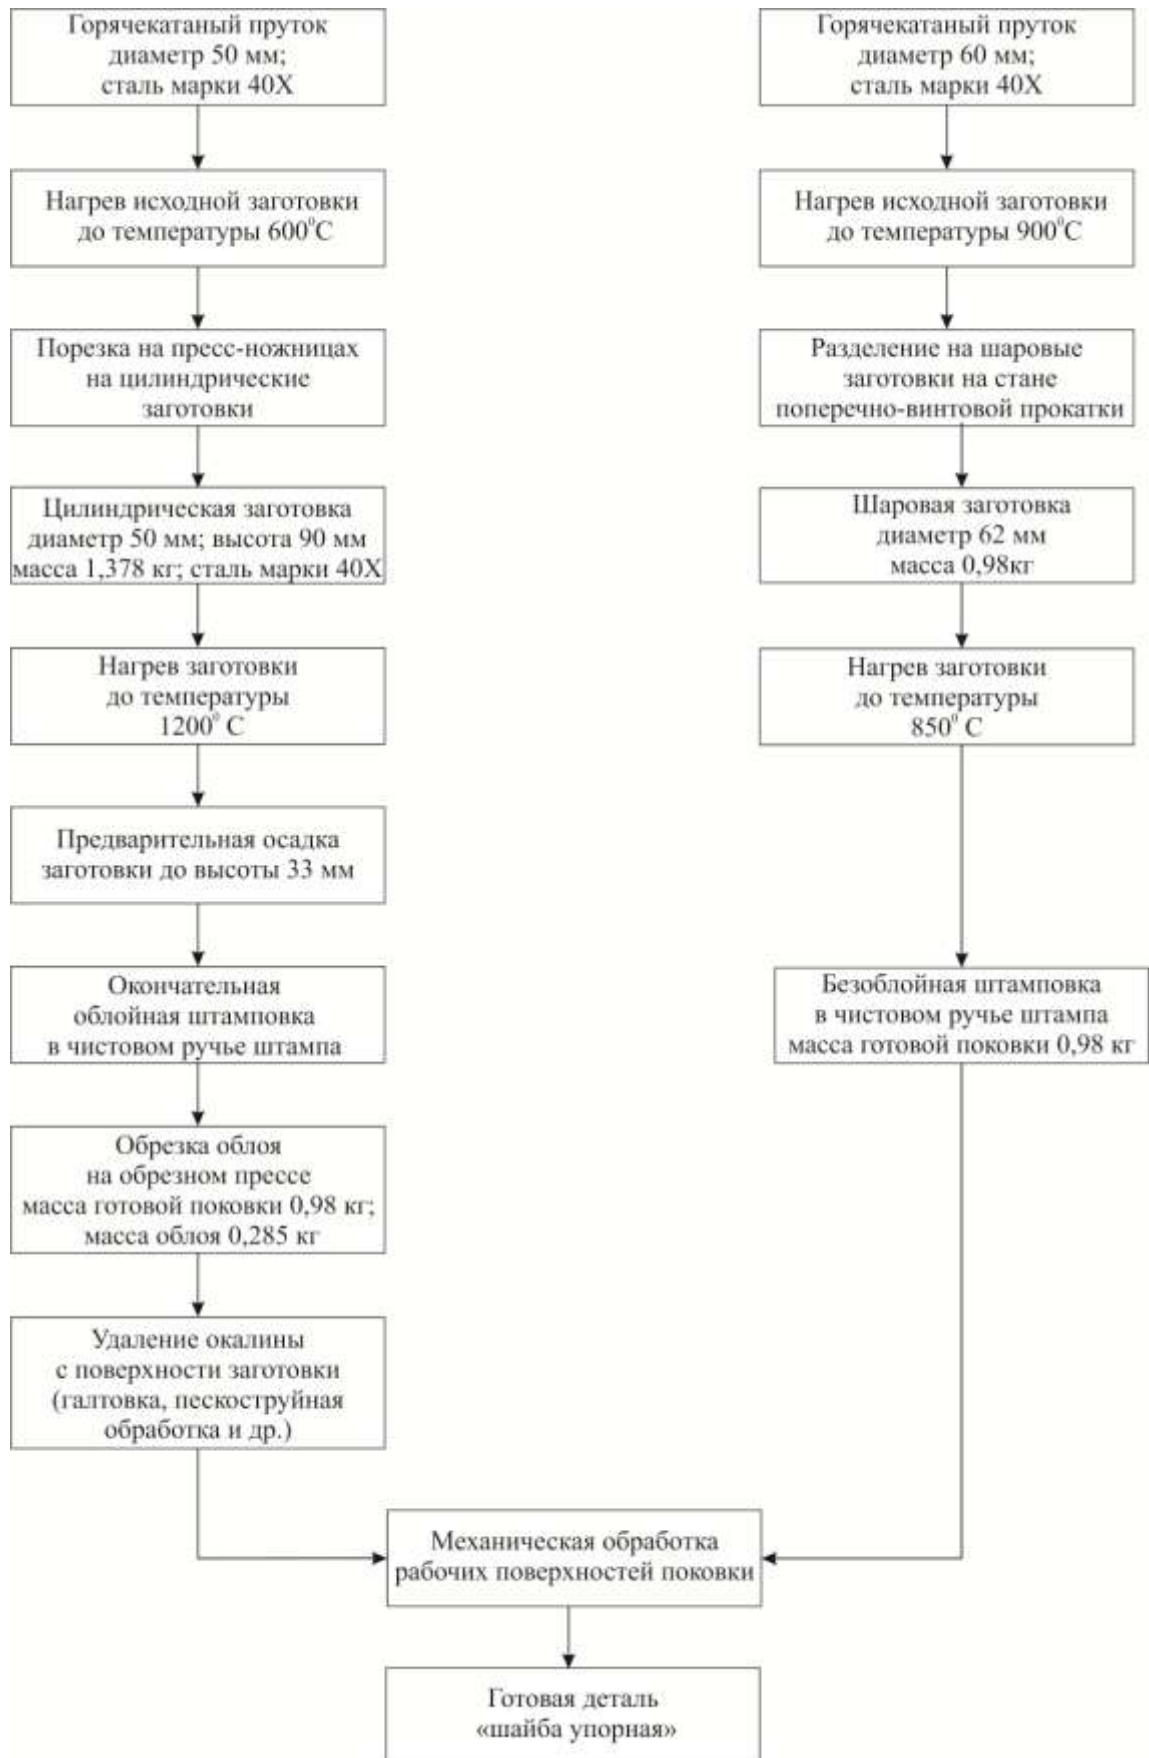 Горячекатаный пруток
диаметр 50 мм;
сталь марки 40Х
Нагрев исходной заготовки
до температуры 600⁰С
Порезка на пресс-ножницах
на цилиндрические
заготовки
Цилиндрическая заготовка
диаметр 50 мм; высота 90 мм
масса 1,378 кг; сталь марки 40Х
Нагрев заготовки
до температуры
1200⁰ С
Предварительная осадка
заготовки до высоты 33 мм
Окончательная
облойная штамповка
в чистовом ручье штампа
Обрезка облоя
на обрезном прессе
масса готовой поковки 0,98 кг;
масса облоя 0,285 кг
Удаление окалины
с поверхности заготовки
(галтовка, пескоструйная
обработка и др.)
Горячекатаный пруток
диаметр 60 мм;
сталь марки 40Х
Нагрев исходной заготовки
до температуры 900⁰С
Разделение на шаровые
заготовки на стане
поперечно-винтовой прокатки
Шаровая заготовка
диаметр 62 мм
масса 0,98кг
Нагрев заготовки
до температуры
850⁰ С
Безоблойная штамповка
в чистовом ручье штампа
масса готовой поковки 0,98 кг
Механическая обработка
рабочих поверхностей поковки
Готовая деталь
«шайба упорная»